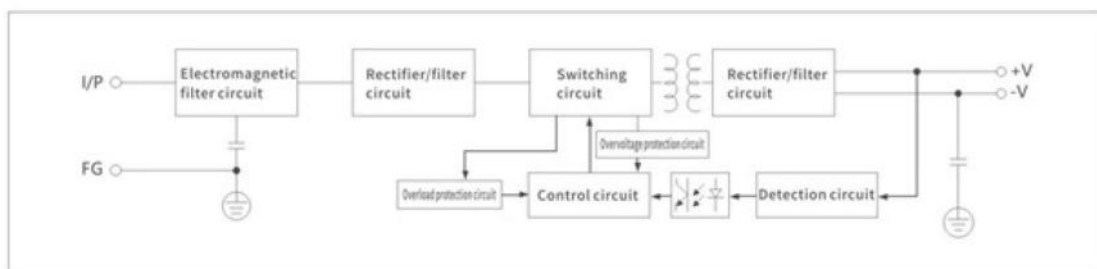 I/P
Electromagnetic
filter circuit
Rectifier/filter
circuit
Switching
circuit
Rectifier/filter
circuit
+V
-V
Overvoltage protection circuit
FG
Overload protection circuit
Control circuit
Detection circuit